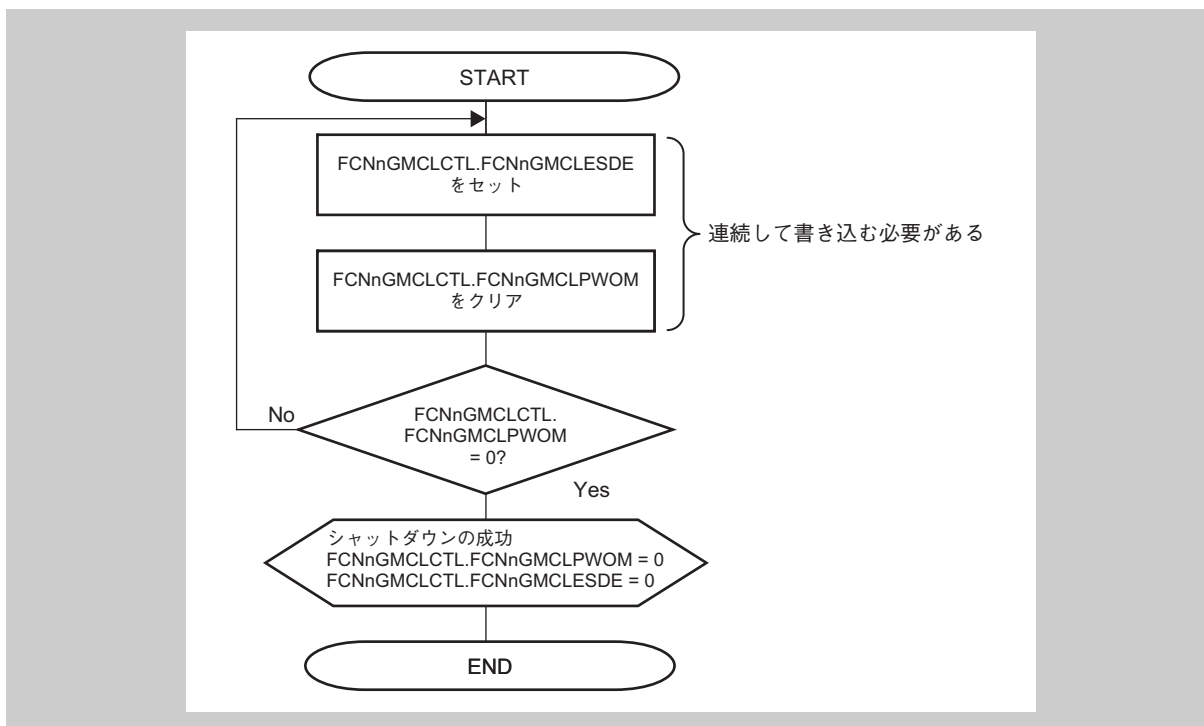 START
FCNnGMCLCTL.FCNnGMCLESDE
をセット
連続して書き込む必要がある
FCNnGMCLCTL.FCNnGMCLPWOM
をクリア
No
FCNnGMCLCTL.
FCNnGMCLPWOM
= 0?
Yes
シャットダウンの成功
FCNnGMCLCTL.FCNnGMCLPWOM = 0
FCNnGMCLCTL.FCNnGMCLESDE = 0
END